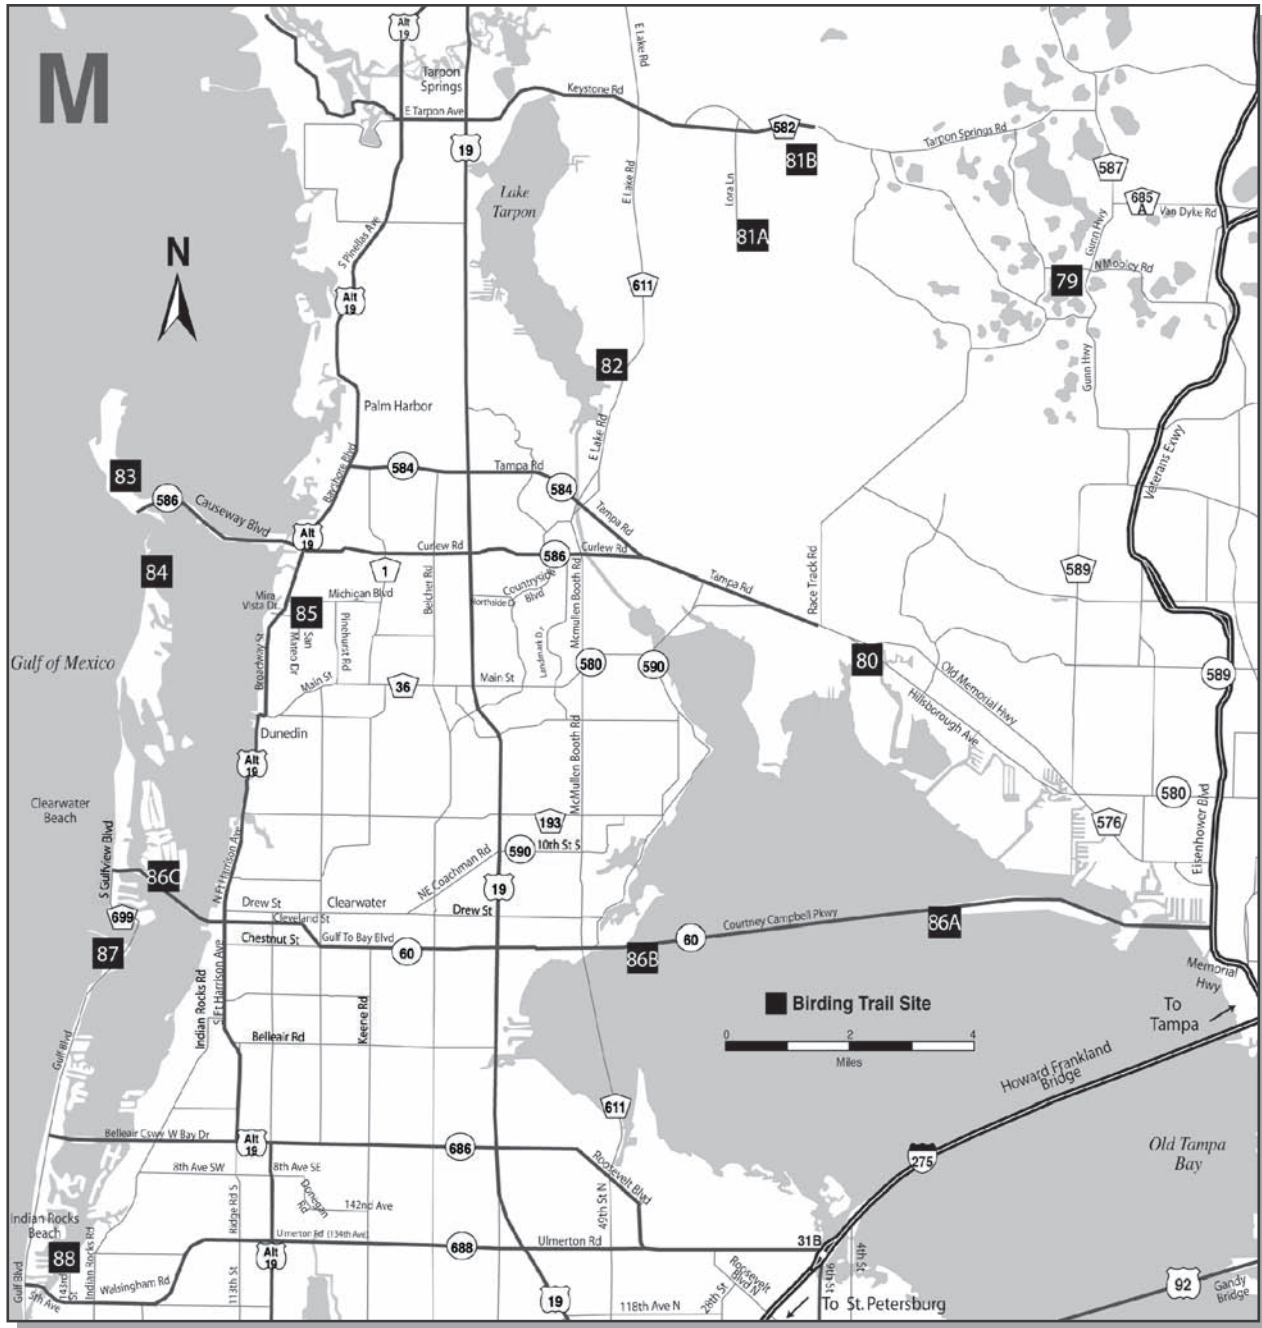 M
Alt
19
Tarpon
Springs
E Lake Rd
Keystone Rd
E Tarpon Ave
19
582
81B
Tarpon Springs Rd
587
685
A
Van Dyke Rd
Lake
Tarpon
E Lake Rd
Lora Ln
81A
S Pinellas Ave
Gunn Hwy
N Mobley Rd
79
N
Alt
19
611
82
Gunn Hwy
Palm Harbor
E Lake Rd
Bayshore Blvd
584
Tampa Rd
584
Tampa Rd
83
586
Causeway Blvd
Alt
19
Curlew Rd
586
Curlew Rd
Veterans Exwy
84
1
Belcher Rd
Countryside
Blvd
Northside Dr
Mcmullen Booth Rd
Tampa Rd
Race Track Rd
589
Mira
Vista Dr
85
Michigan Blvd
San
Mateo Dr
Pinehurst Rd
Landmark Dr
Gulf of Mexico
Broadway St
Main St
36
Main St
580
590
80
Old Memorial Hwy
Hillsborough Ave
589
Dunedin
Alt
19
McMullen Booth Rd
Clearwater
Beach
580
Eisenhower Blvd
576
S Gulfview Blvd
193
10th St S
590
NE Coachman Rd
N Ft Harrison Ave
86C
19
699
Drew St
Clearwater
Drew St
Cleveland St
Courtney Campbell Pkwy
86A
87
Chestnut St
Gulf To Bay Blvd
60
86B
60
Memorial
Hwy
Indian Rocks Rd
S Ft Harrison Ave
Keene Rd
Birding Trail Site
To
Tampa
0
2
4
Miles
Gulf Blvd
Belleair Rd
Howard Frankland
Bridge
611
Belleair Cswy W Bay Dr
Alt
19
686
275
Old Tampa
Bay
8th Ave SW
8th Ave SE
Donegan
Rd
142nd Ave
Ridge Rd S
Roosevelt Blvd
49th St N
Indian Rocks
Beach
88
Indian Rocks Rd
Ulmerton Rd (134th Ave)
688
Ulmerton Rd
31B
Alt
19
Gulf Blvd
5th Ave
143rd
St
Walsingham Rd
113th St
19
118th Ave N
28th St
Roosevelt
Blvd N
9th St
4th St
To St. Petersburg
92
Gandy
Bridge